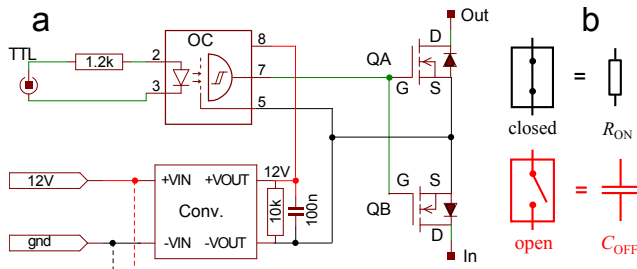 a
b
Out
OC
D
TTL
2
8
QA
1.2k
7
G
S
3
5
closed
R_ON
12V
+VIN
+VOUT
12V
G
S
10k
100n
Conv.
QB
gnd
-VIN
-VOUT
D
In
open
C_OFF
=
=